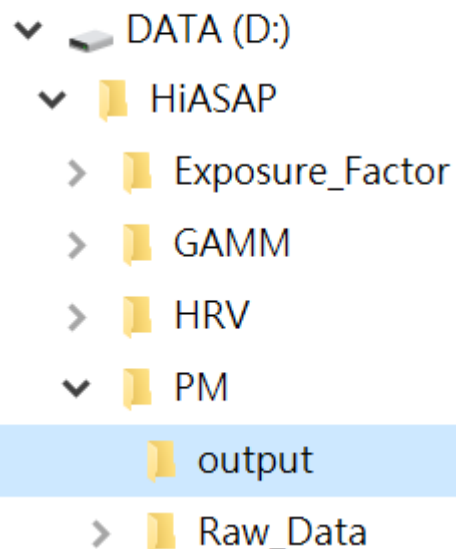 DATA (D:)
HiASAP
Exposure_Factor
GAMM
HRV
PM
output
Raw_Data